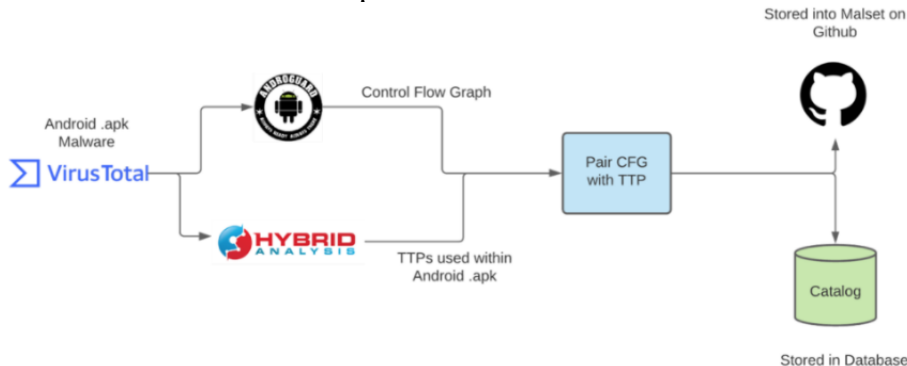 Stored into Malset on
Github
ANDROGUARD
Control Flow Graph
Android .apk
Malware
VirusTotal
Pair CFG
with TTP
HYBRID
ANALYSIS
TTPs used within
Android .apk
Catalog
Stored in Database